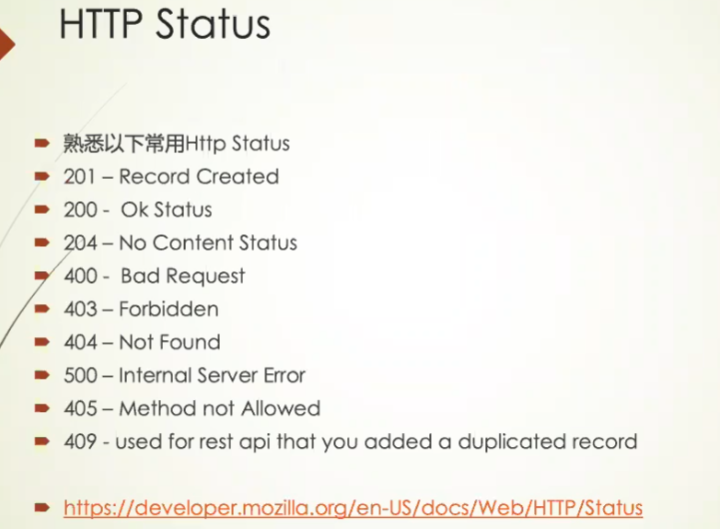 HTTP Status
熟悉以下常用Http Status
201 – Record Created
200 -  Ok Status
204 – No Content Status
400 -  Bad Request
403 – Forbidden
404 – Not Found
500 – Internal Server Error
405 – Method not Allowed
409 - used for rest api that you added a duplicated record
https://developer.mozilla.org/en-US/docs/Web/HTTP/Status